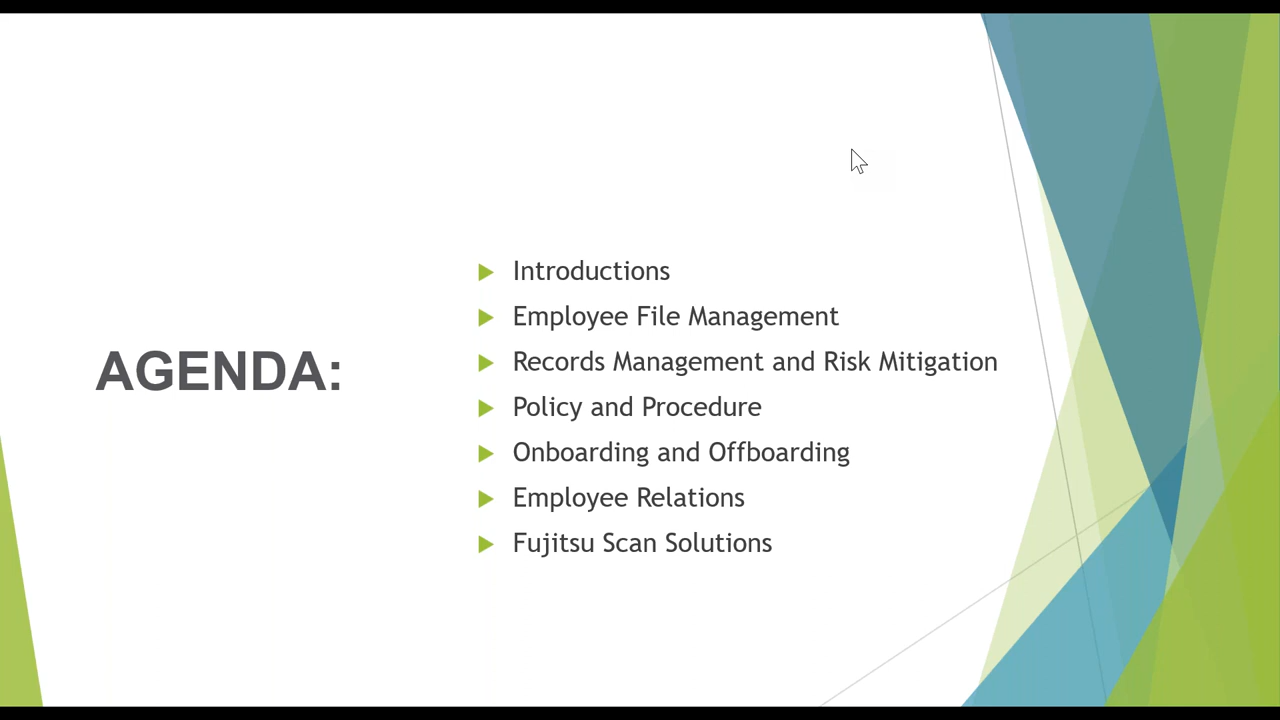 AGENDA:
Introductions
Employee File Management
Records Management and Risk Mitigation
Policy and Procedure
Onboarding and Offboarding
Employee Relations
Fujitsu Scan Solutions